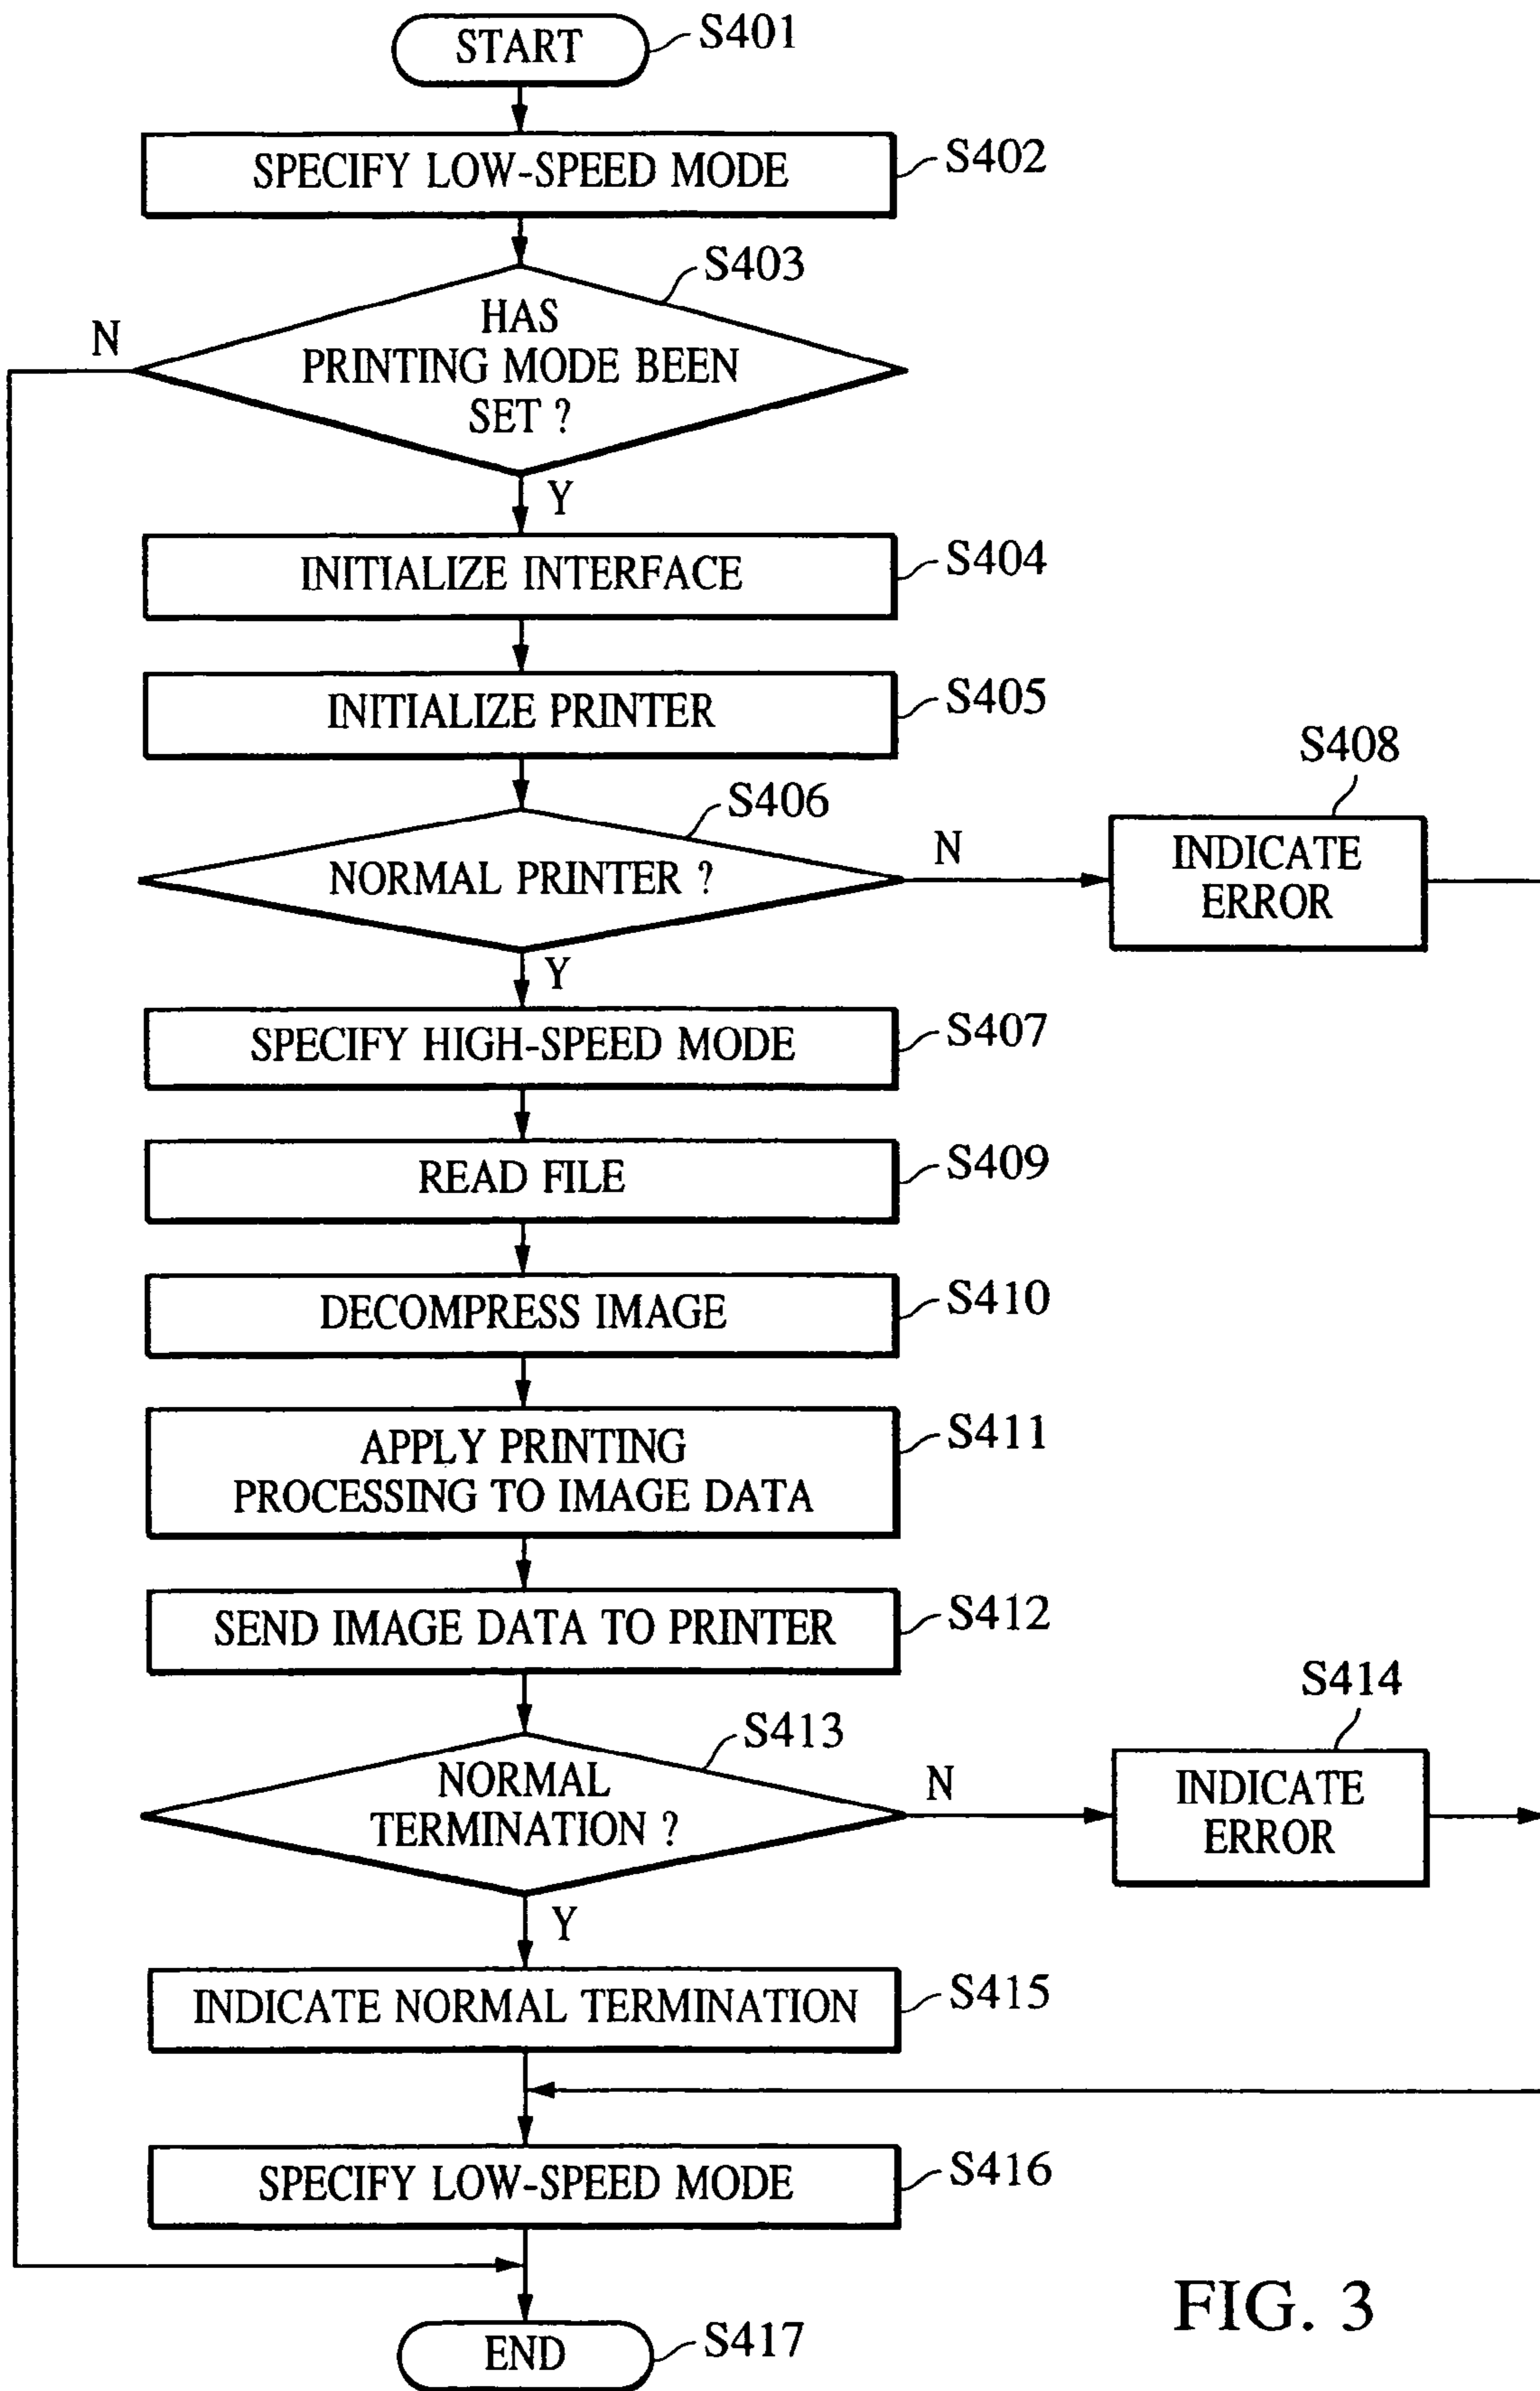 START
S401
SPECIFY LOW-SPEED MODE
S402
S403
HAS
PRINTING MODE BEEN
SET ?
N
Y
INITIALIZE INTERFACE
S404
INITIALIZE PRINTER
S405
S406
NORMAL PRINTER ?
N
S408
INDICATE
ERROR
Y
SPECIFY HIGH-SPEED MODE
S407
READ FILE
S409
DECOMPRESS IMAGE
S410
APPLY PRINTING
PROCESSING TO IMAGE DATA
S411
SEND IMAGE DATA TO PRINTER
S412
S413
NORMAL
TERMINATION ?
N
S414
INDICATE
ERROR
Y
INDICATE NORMAL TERMINATION
S415
SPECIFY LOW-SPEED MODE
S416
END
S417
FIG. 3